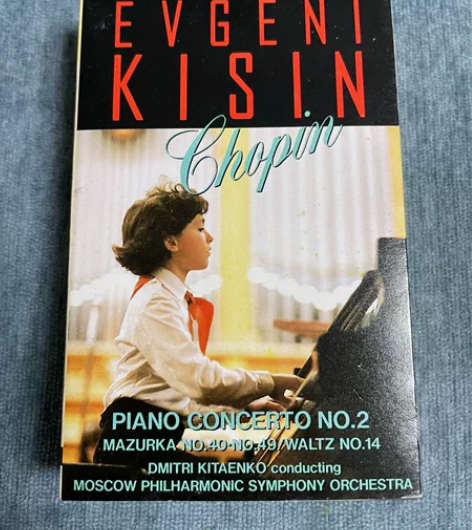 EVGENI
KISIN
Chopin
PIANO CONCERTO NO.2
MAZURKA NO.40·NO.49/WALTZ NO.14
DMITRI KITAENKO conducting
MOSCOW PHILHARMONIC SYMPHONY ORCHESTRA